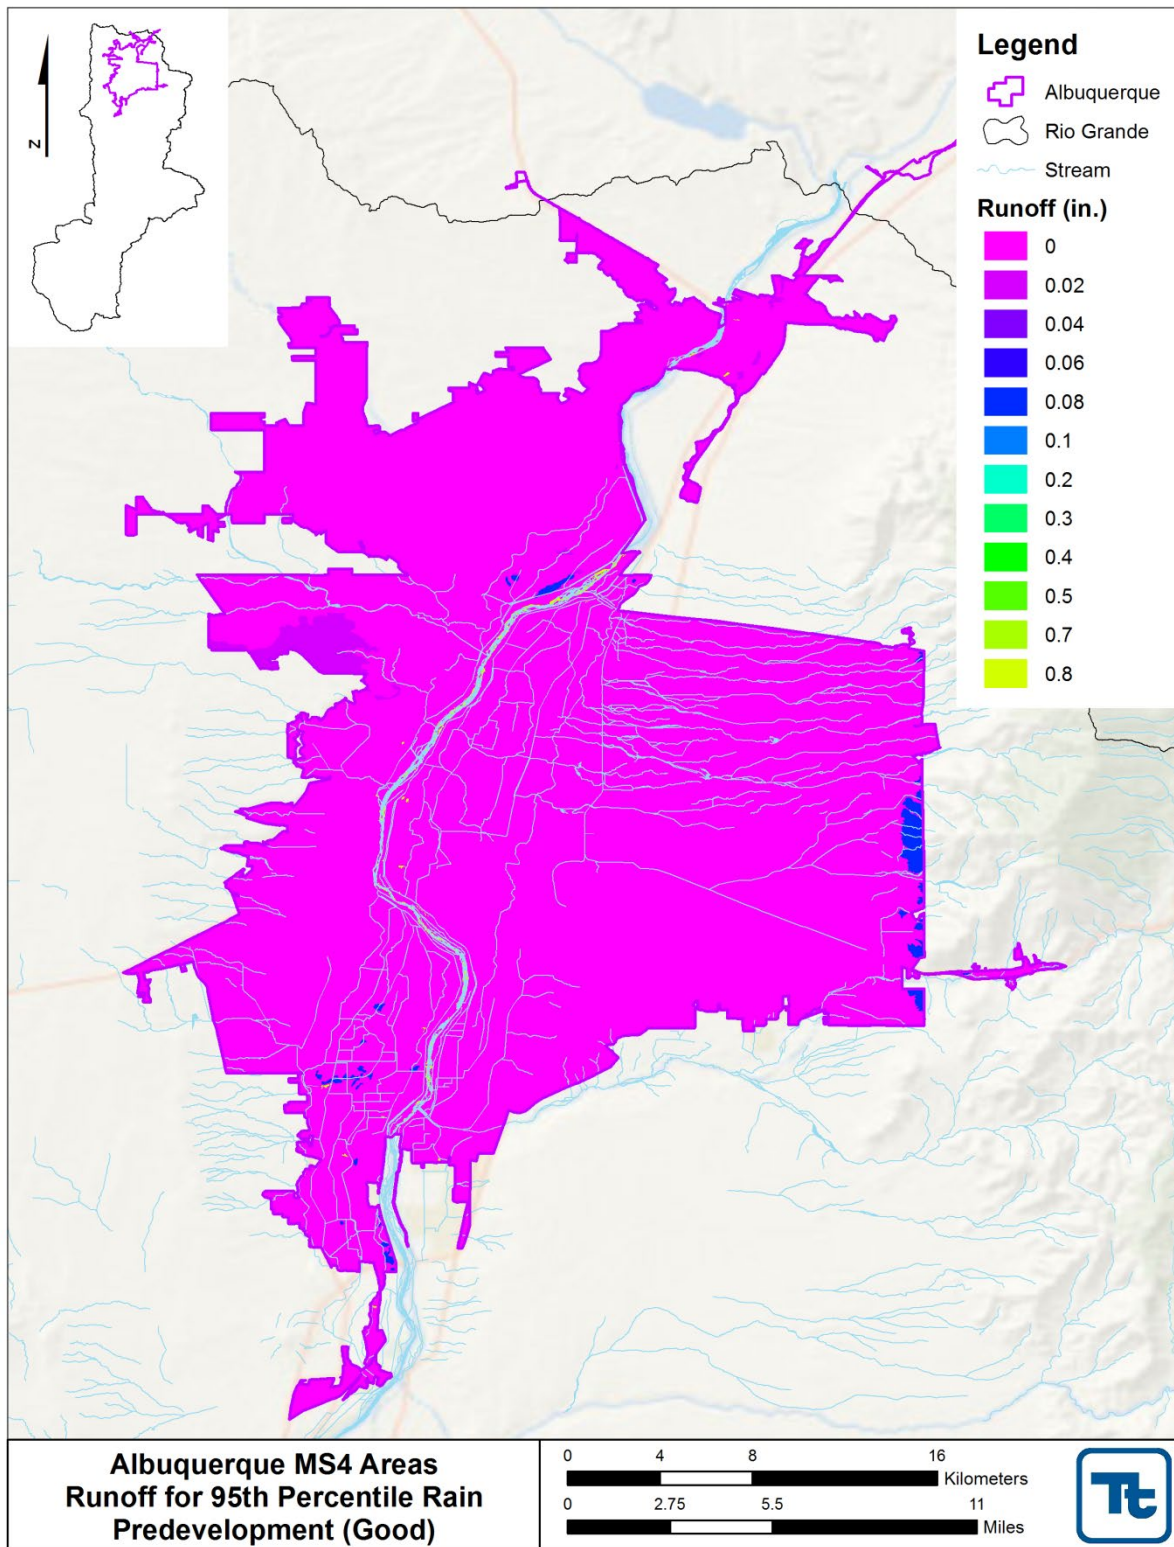 N
Legend
Albuquerque
Rio Grande
Stream
Runoff (in.)
0
0.02
0.04
0.06
0.08
0.1
0.2
0.3
0.4
0.5
0.7
0.8
Albuquerque MS4 Areas
Runoff for 95th Percentile Rain
Predevelopment (Good)
0 4 8 16
Kilometers
0 2.75 5.5 11
Miles
Tt